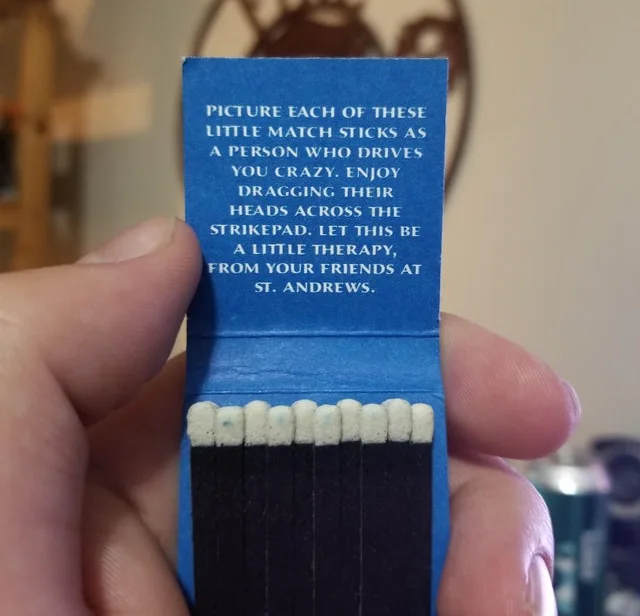 PICTURE EACH OF THESE
LITTLE MATCH STICKS AS
A PERSON WHO DRIVES
YOU CRAZY. ENJOY
DRAGGING THEIR
HEADS ACROSS THE
STRIKEPAD. LET THIS BE
A LITTLE THERAPY,
FROM YOUR FRIENDS AT
ST. ANDREWS.